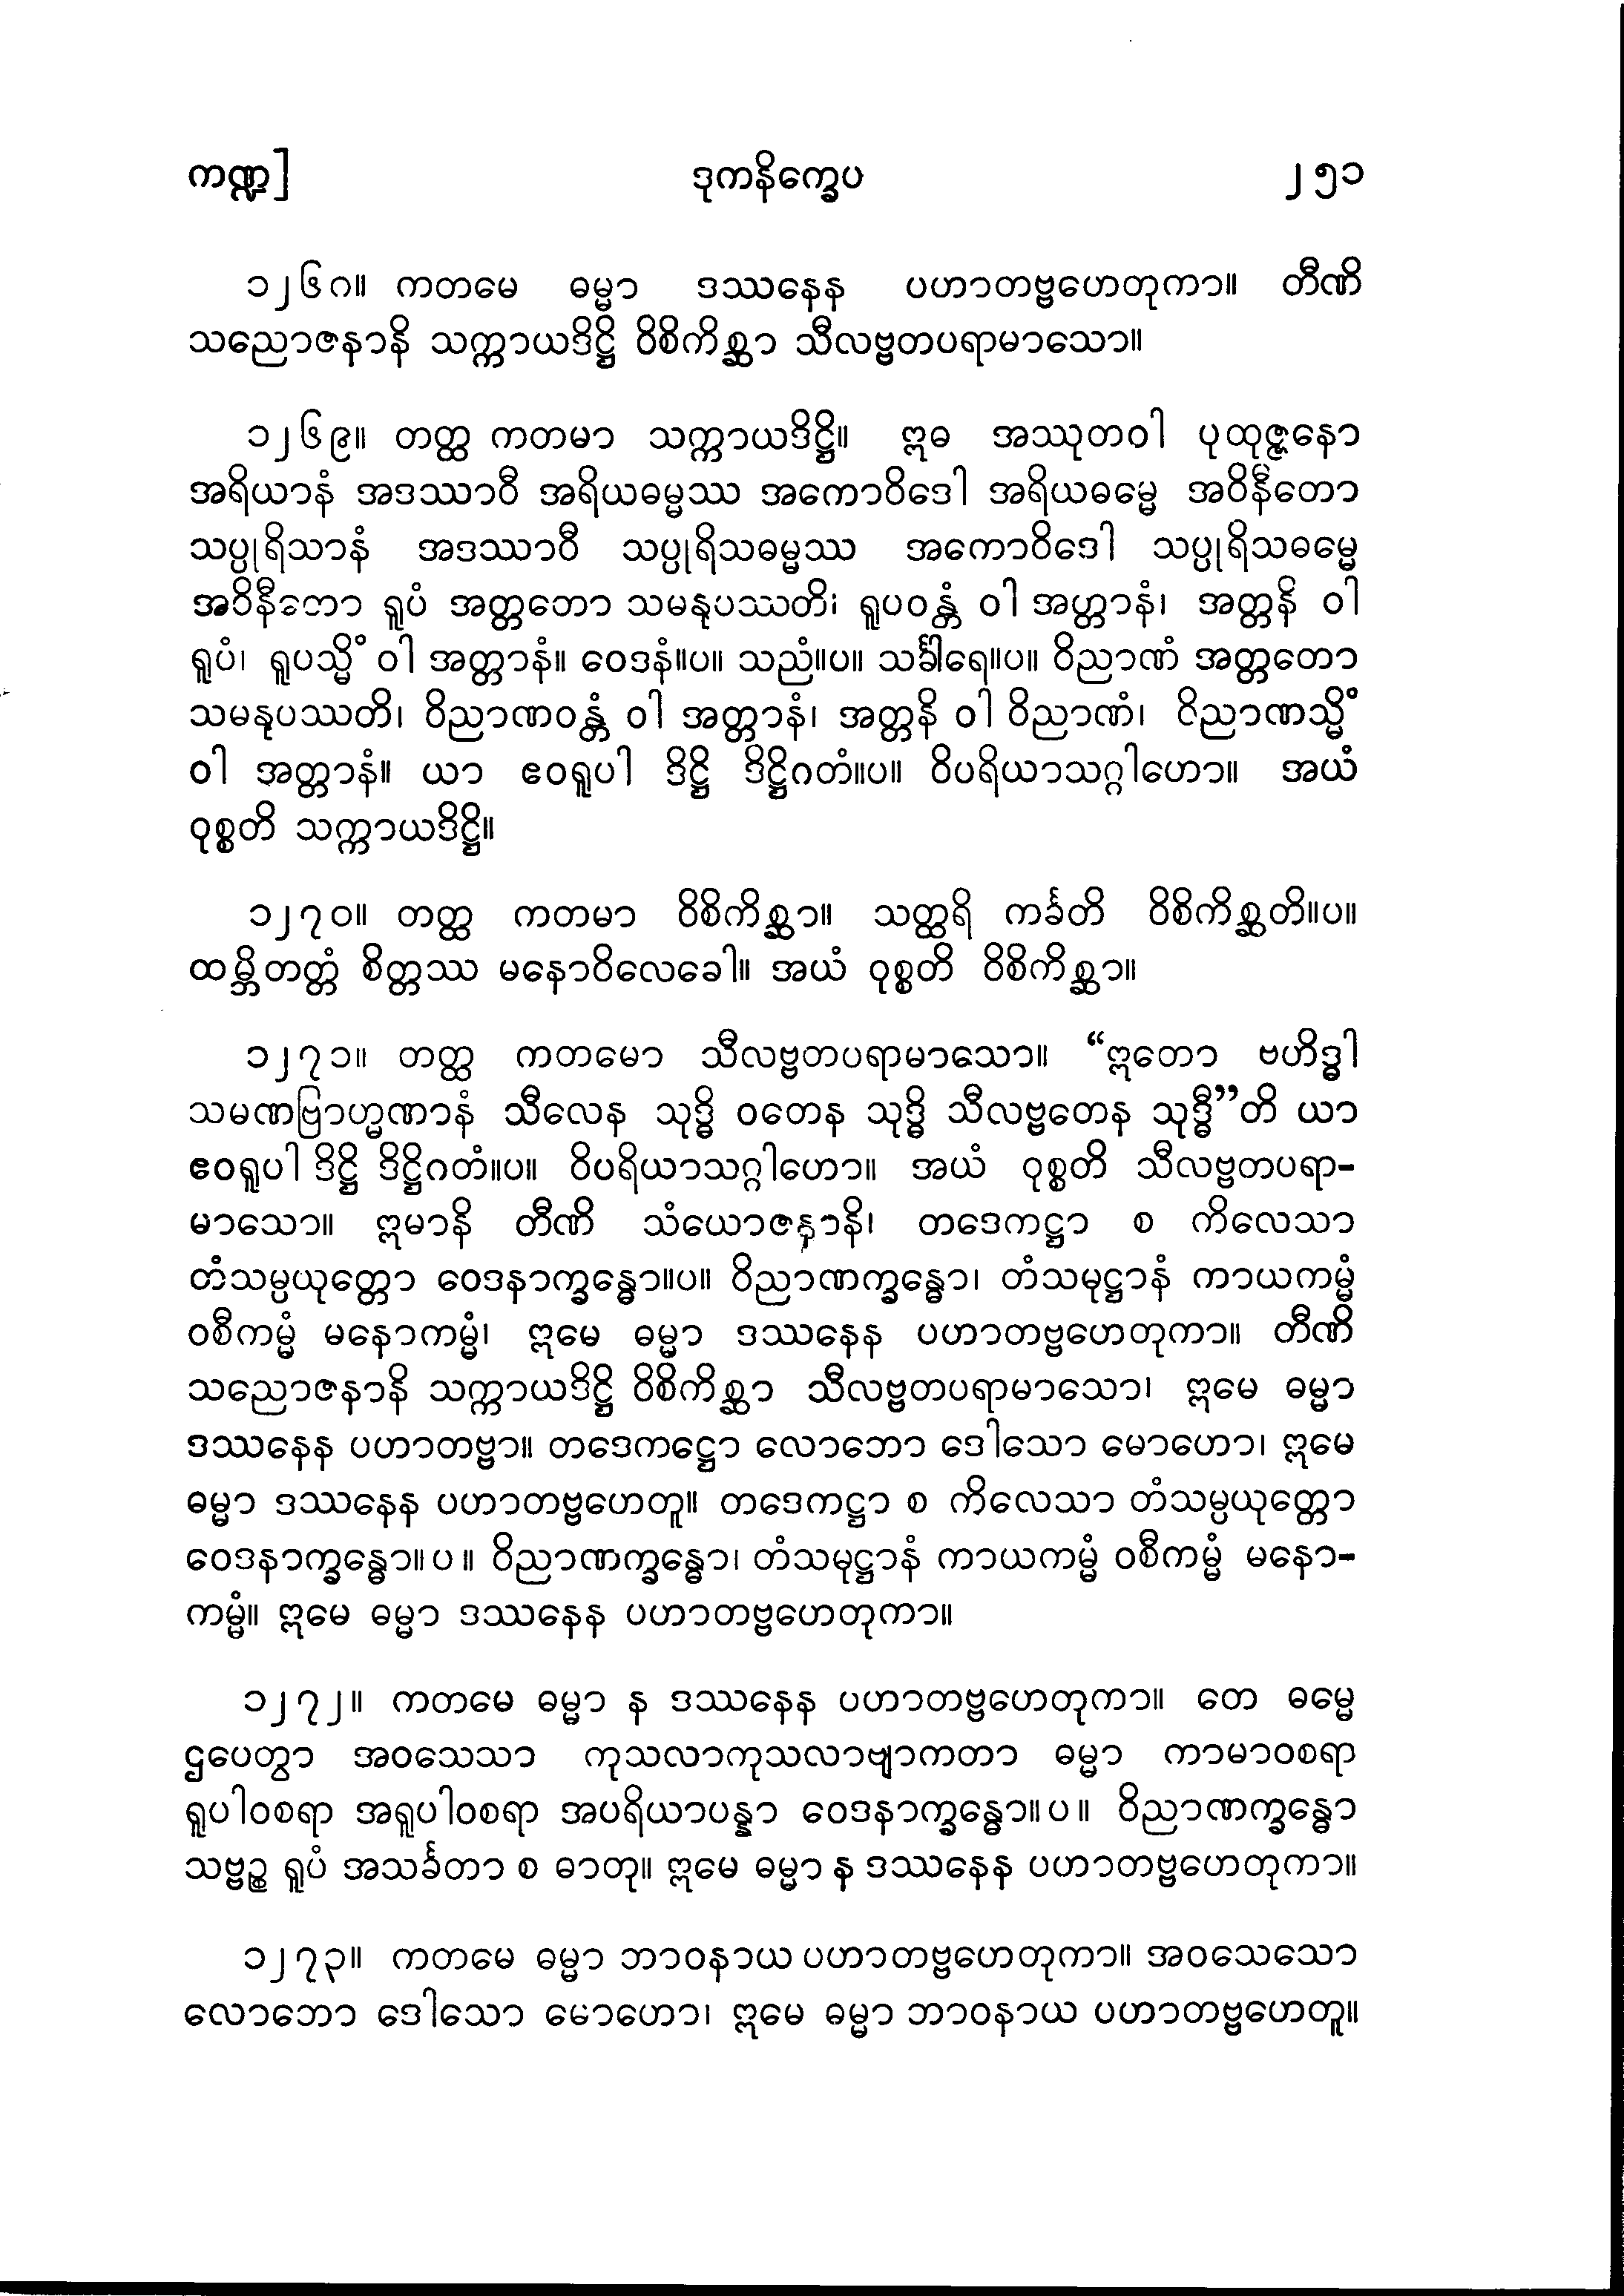 ကဏ္ဍ] ဒုကနိက္ခေပ ၂၅၁
၁၂၆၈။ ကတမေ ဓမ္မာ ဒဿနေန ပဟာတဗ္ဗဟေတုကာ။ တီဏိ
သညောဇနာနိ သက္ကာယဒိဋ္ဌိ ဝိစိကိစ္ဆာ သီလဗ္ဗတပရာမာသော။
၁၂၆၉။ တတ္ထ ကတမာ သက္ကာယဒိဋ္ဌိ။ ဣဓ အဿုတဝါ ပုထုဇ္ဇနော
အရိယာနံ အဒဿာဝီ အရိယဓမ္မဿ အကောဝိဒေါ အရိယဓမ္မေ အဝိနီတော
သပ္ပုရိသာနံ အဒဿာဝီ သပ္ပုရိသဓမ္မဿ အကောဝိဒေါ သပ္ပုရိသဓမ္မေ
အဝိနီတော ရူပံ အတ္တတော သမနုပဿတိ၊ ရူပဝန္တံ ဝါ အတ္တာနံ၊ အတ္တနိ ဝါ
ရူပံ၊ ရူပသ္မိံ ဝါ အတ္တာနံ။ ဝေဒနံ။ပ။ သညံ။ပ။ သင်္ခါရေ။ပ။ ဝိညာဏံ အတ္တတော
သမနုပဿတိ၊ ဝိညာဏဝန္တံ ဝါ အတ္တာနံ၊ အတ္တနိ ဝါ ဝိညာဏံ၊ ဝိညာဏသ္မိံ
ဝါ အတ္တာနံ။ ယာ ဧဝရူပါ ဒိဋ္ဌိ ဒိဋ္ဌိဂတံ။ပ။ ဝိပရိယာသဂ္ဂါဟော။ အယံ
ဝုစ္စတိ သက္ကာယဒိဋ္ဌိ။
၁၂၇၀။ တတ္ထ ကတမာ ဝိစိကိစ္ဆာ။ သတ္ထရိ ကင်္ခတိ ဝိစိကိစ္ဆတိ။ပ။
ထမ္ဘိတတ္တံ စိတ္တဿ မနောဝိလေခေါ။ အယံ ဝုစ္စတိ ဝိစိကိစ္ဆာ။
၁၂၇၁။ တတ္ထ ကတမော သီလဗ္ဗတပရာမာသော။ “ဣတော ဗဟိဒ္ဓါ
သမဏဗြာဟ္မဏာနံ သီလေန သုဒ္ဓိ ဝတေန သုဒ္ဓိ သီလဗ္ဗတေန သုဒ္ဓီ”တိ ယာ
ဧဝရူပါ ဒိဋ္ဌိ ဒိဋ္ဌိဂတံ။ပ။ ဝိပရိယာသဂ္ဂါဟော။ အယံ ဝုစ္စတိ သီလဗ္ဗတပရာ-
မာသော။ ဣမာနိ တီဏိ သံယောဇနာနိ၊ တဒေကဋ္ဌာ စ ကိလေသာ
တံသမ္ပယုတ္တော ဝေဒနာက္ခန္ဓော။ပ။ ဝိညာဏက္ခန္ဓော၊ တံသမုဋ္ဌာနံ ကာယကမ္မံ
ဝစီကမ္မံ မနောကမ္မံ၊ ဣမေ ဓမ္မာ ဒဿနေန ပဟာတဗ္ဗဟေတုကာ။ တီဏိ
သညောဇနာနိ သက္ကာယဒိဋ္ဌိ ဝိစိကိစ္ဆာ သီလဗ္ဗတပရာမာသော၊ ဣမေ ဓမ္မာ
ဒဿနေန ပဟာတဗ္ဗာ။ တဒေကဋ္ဌော လောဘော ဒေါသော မောဟော၊ ဣမေ
ဓမ္မာ ဒဿနေန ပဟာတဗ္ဗဟေတူ။ တဒေကဋ္ဌာ စ ကိလေသာ တံသမ္ပယုတ္တော
ဝေဒနာက္ခန္ဓော။ ပ ။ ဝိညာဏက္ခန္ဓော၊ တံသမုဋ္ဌာနံ ကာယကမ္မံ ဝစီကမ္မံ မနော-
ကမ္မံ။ ဣမေ ဓမ္မာ ဒဿနေန ပဟာတဗ္ဗဟေတုကာ။
၁၂၇၂။ ကတမေ ဓမ္မာ န ဒဿနေန ပဟာတဗ္ဗဟေတုကာ။ တေ ဓမ္မေ
ဌပေတွာ အဝသေသာ ကုသလာကုသလာဗျာကတာ ဓမ္မာ ကာမာဝစရာ
ရူပါဝစရာ အရူပါဝစရာ အပရိယာပန္နာ ဝေဒနာက္ခန္ဓော။ ပ ။ ဝိညာဏက္ခန္ဓော
သဗ္ဗဉ္စ ရူပံ အသင်္ခတာ စ ဓာတု။ ဣမေ ဓမ္မာ န ဒဿနေန ပဟာတဗ္ဗဟေတုကာ။
၁၂၇၃။ ကတမေ ဓမ္မာ ဘာဝနာယ ပဟာတဗ္ဗဟေတုကာ။ အဝသေသော
လောဘော ဒေါသော မောဟော၊ ဣမေ ဓမ္မာ ဘာဝနာယ ပဟာတဗ္ဗဟေတူ။